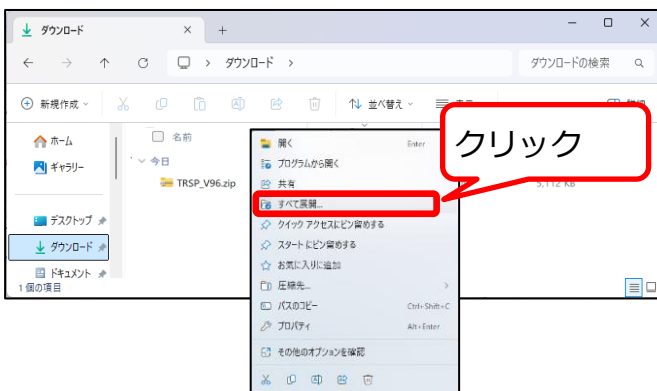 ダウンロード
ダウンロード
ダウンロードの検索
新規作成
並べ替え
ホーム
ギャラリー
デスクトップ
ダウンロード
ドキュメント
1 個の項目
名前
今日
TRSP_V96.zip
5,112 KB
開く Enter
プログラムから開く
共有
すべて展開...
クイック アクセスにピン留めする
スタートにピン留めする
お気に入りに追加
圧縮先...
パスのコピー Ctrl+Shift+C
プロパティ Alt+Enter
その他のオプションを確認
クリック